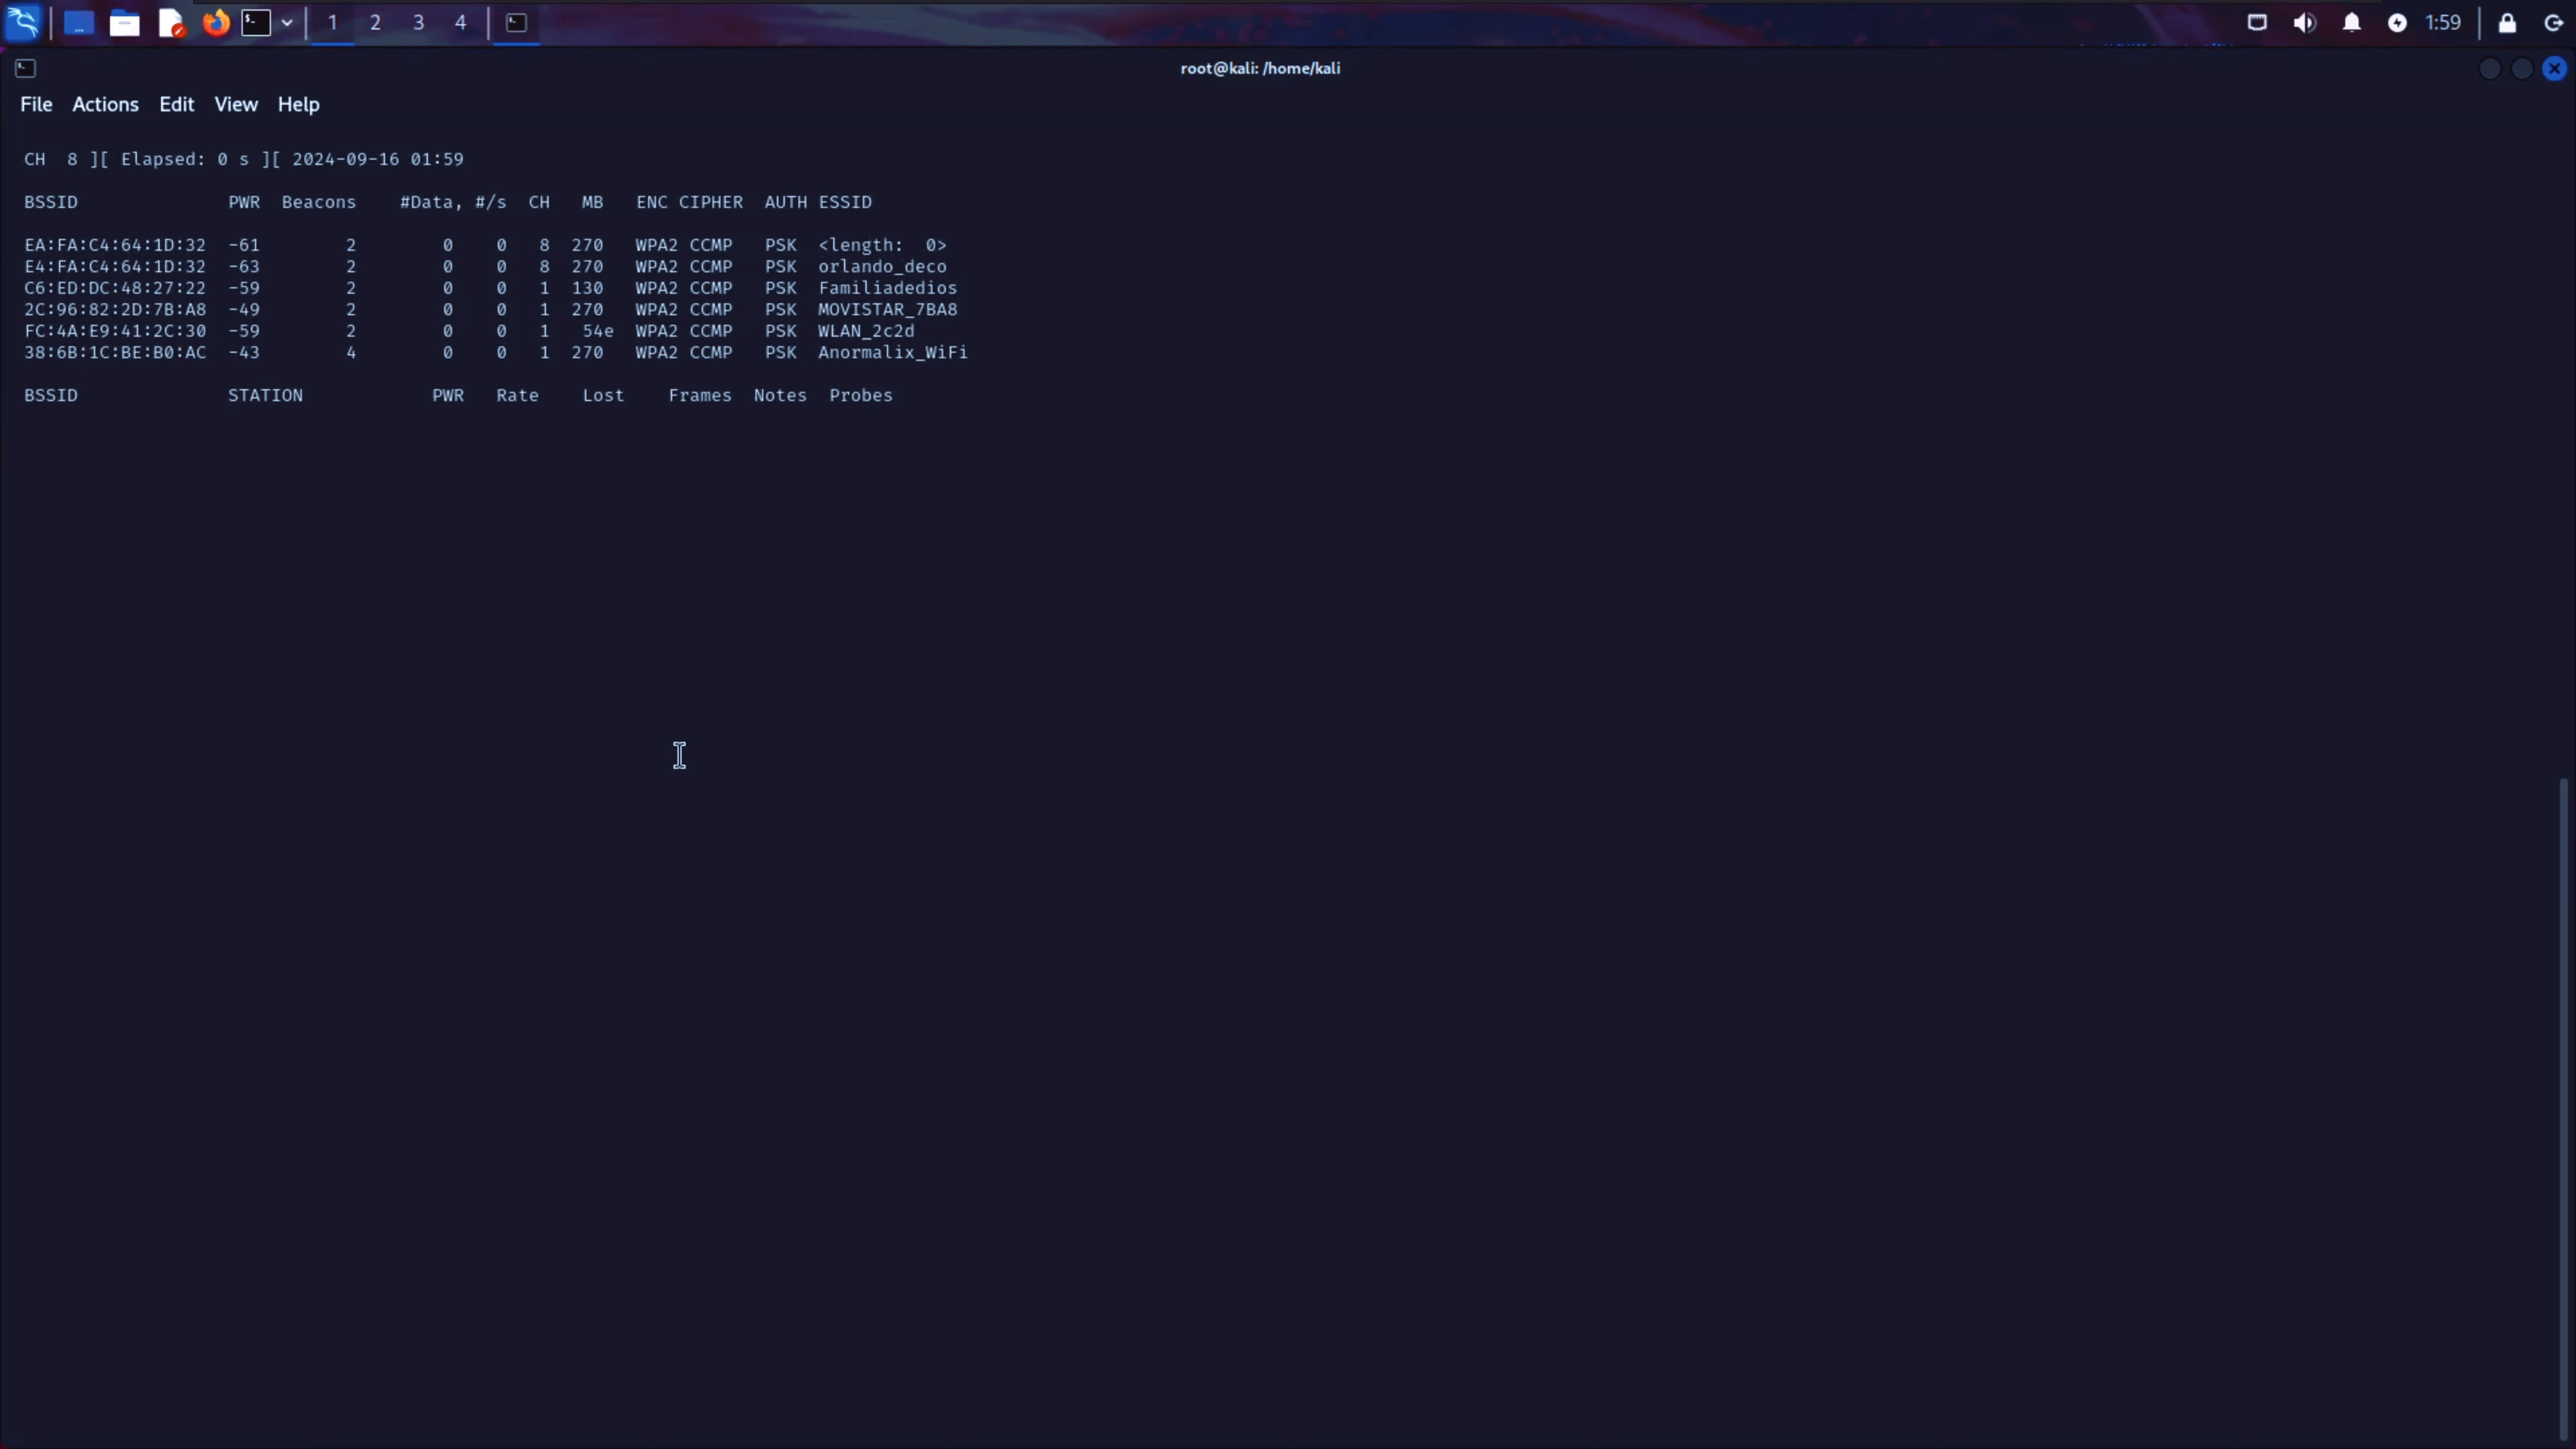 1 2 3 4 1:59
root@kali: /home/kali
File Actions Edit View Help
CH  8 ][ Elapsed: 0 s ][ 2024-09-16 01:59
BSSID              PWR  Beacons    #Data, #/s  CH   MB   ENC CIPHER  AUTH ESSID
EA:FA:C4:64:1D:32  -61        2        0    0   8  270   WPA2 CCMP   PSK  <length:  0>
E4:FA:C4:64:1D:32  -63        2        0    0   8  270   WPA2 CCMP   PSK  orlando_deco
C6:ED:DC:48:27:22  -59        2        0    0   1  130   WPA2 CCMP   PSK  Familiadedios
2C:96:82:2D:7B:A8  -49        2        0    0   1  270   WPA2 CCMP   PSK  MOVISTAR_7BA8
FC:4A:E9:41:2C:30  -59        2        0    0   1   54e  WPA2 CCMP   PSK  WLAN_2c2d
38:6B:1C:BE:B0:AC  -43        4        0    0   1  270   WPA2 CCMP   PSK  Anormalix_WiFi
BSSID              STATION            PWR   Rate    Lost    Frames  Notes  Probes